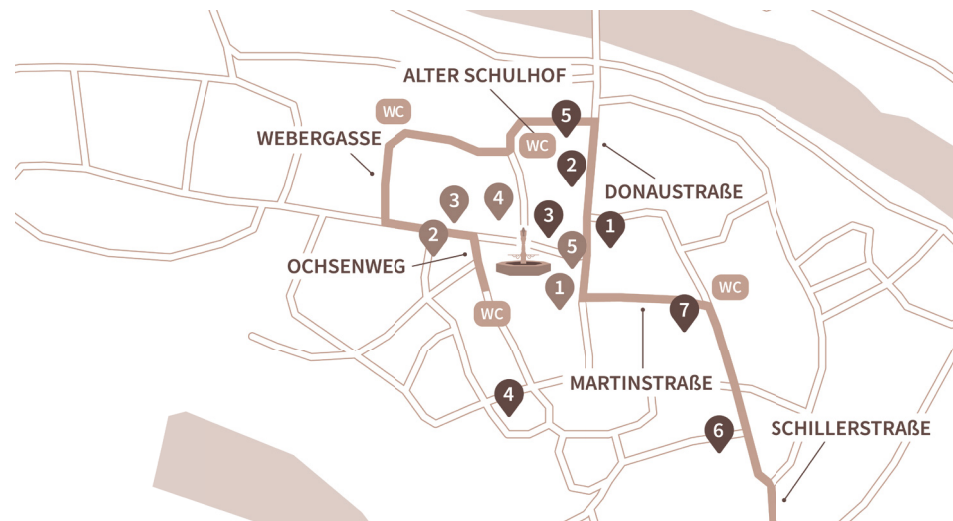 ALTER SCHULHOF
WC
5
WEBERGASSE
WC
2
DONAUSTRAßE
3
4
3
1
2
5
OCHSENWEG
1
WC
WC
7
MARTINSTRAßE
4
6
SCHILLERSTRAßE